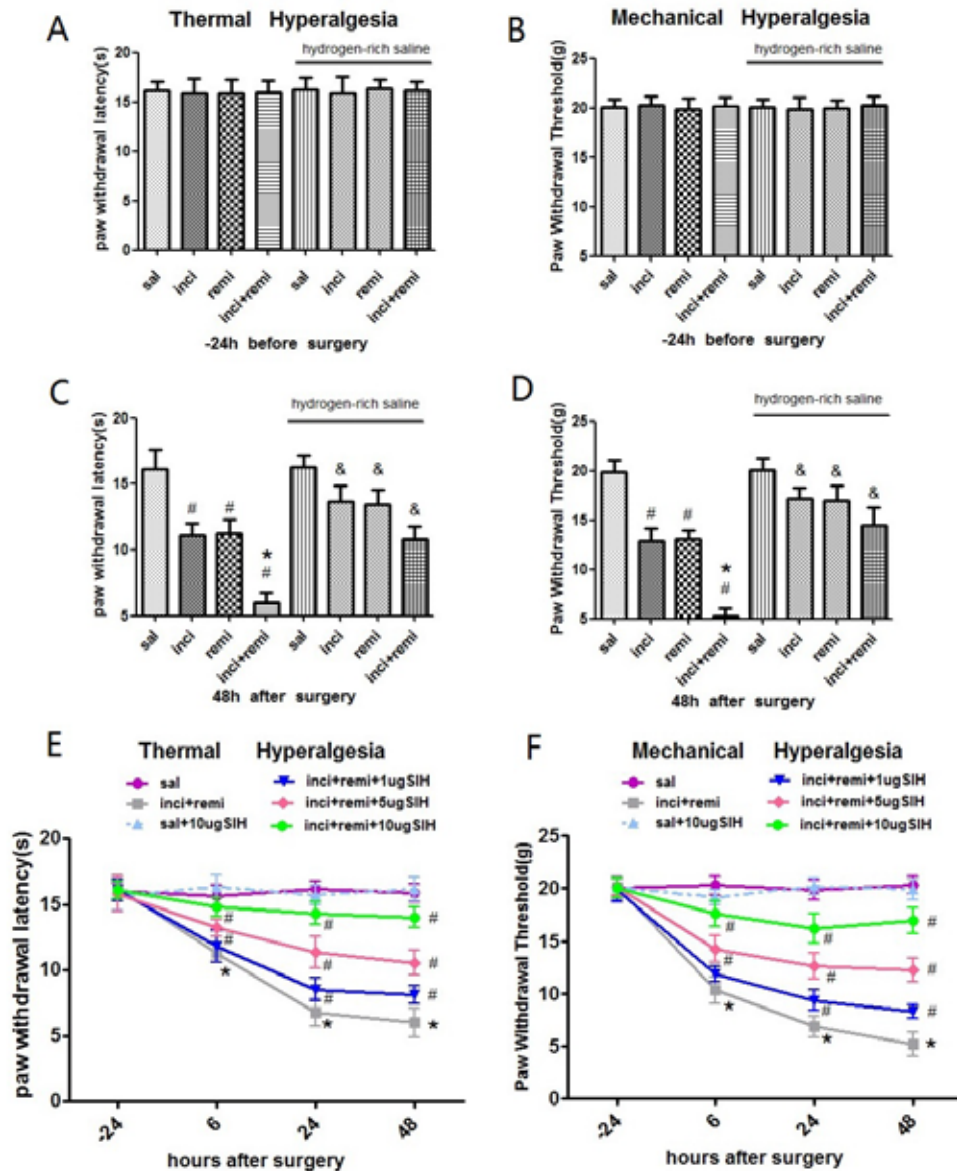 A
Thermal Hyperalgesia
hydrogen-rich saline
paw withdrawal latency(s)
20
15
10
5
0
sal
inci
remi
inci+remi
sal
inci
remi
inci+remi
-24h before surgery
B
Mechanical Hyperalgesia
hydrogen-rich saline
Paw Withdrawal Threshold(g)
25
20
15
10
5
sal
inci
remi
inci+remi
sal
inci
remi
inci+remi
-24h before surgery
C
hydrogen-rich saline
paw withdrawal latency(s)
20
15
10
5
# # * # & & &
sal
inci
remi
inci+remi
sal
inci
remi
inci+remi
48h after surgery
D
hydrogen-rich saline
Paw Withdrawal Threshold(g)
25
20
15
10
5
# # * # & & &
sal
inci
remi
inci+remi
sal
inci
remi
inci+remi
48h after surgery
E
Thermal Hyperalgesia
sal
inci+remi
sal+10ugSIH
inci+remi+1ugSIH
inci+remi+5ugSIH
inci+remi+10ugSIH
paw withdrawal latency(s)
20
15
10
5
0
# # #
# # #
# #
* * *
-24
6
24
48
hours after surgery
F
Mechanical Hyperalgesia
sal
inci+remi
sal+10ugSIH
inci+remi+1ugSIH
inci+remi+5ugSIH
inci+remi+10ugSIH
Paw Withdrawal Threshold(g)
25
20
15
10
5
0
# # #
# # #
# # #
* * *
-24
6
24
48
hours after surgery